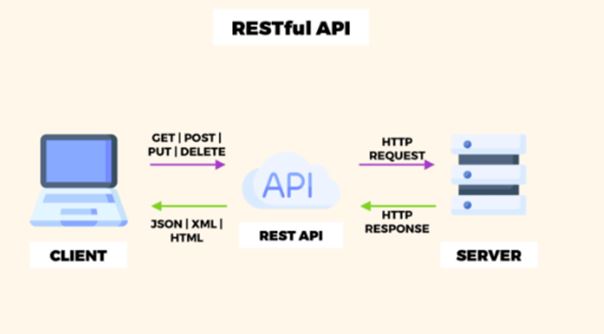 RESTful API
GET | POST |
PUT | DELETE
HTTP
REQUEST
API
JSON | XML |
HTML
REST API
HTTP
RESPONSE
CLIENT
SERVER